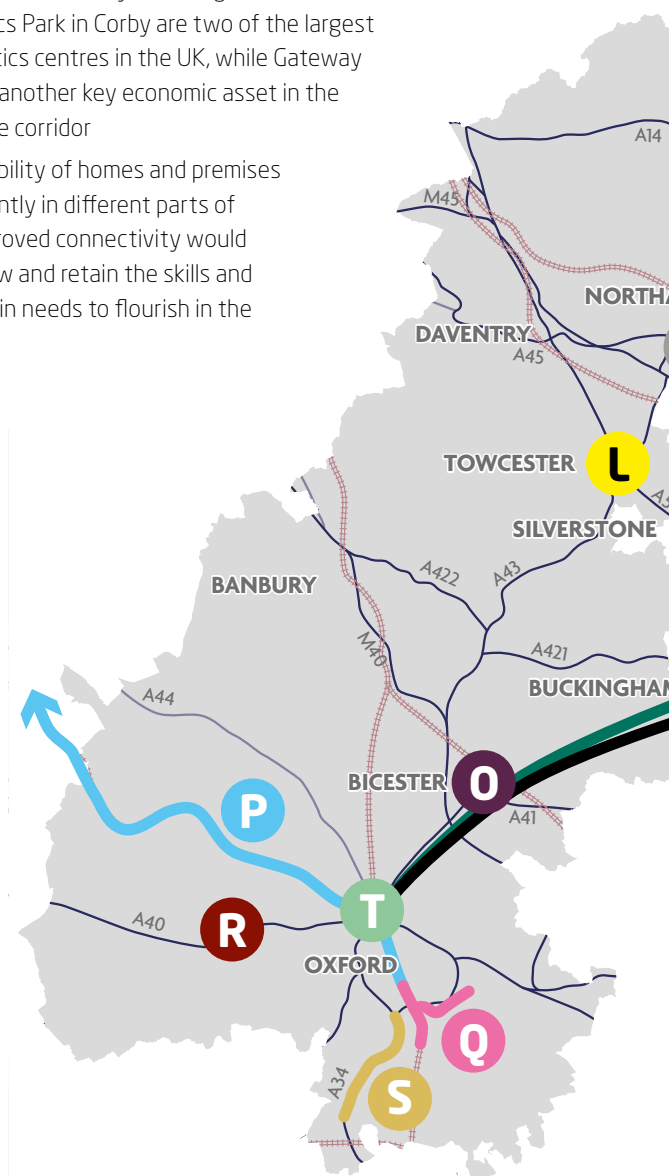 cs Park in Corby are two of the largest
tics centres in the UK, while Gateway
another key economic asset in the
e corridor
bility of homes and premises
ntly in different parts of
roved connectivity would
w and retain the skills and
in needs to flourish in the
A14
M45
NORTHA
DAVENTRY
A45
TOWCESTER
L
A5
SILVERSTONE
A422
A43
BANBURY
M40
A421
BUCKINGHAM
A44
BICESTER
O
P
A41
T
R
A40
OXFORD
Q
A34
S